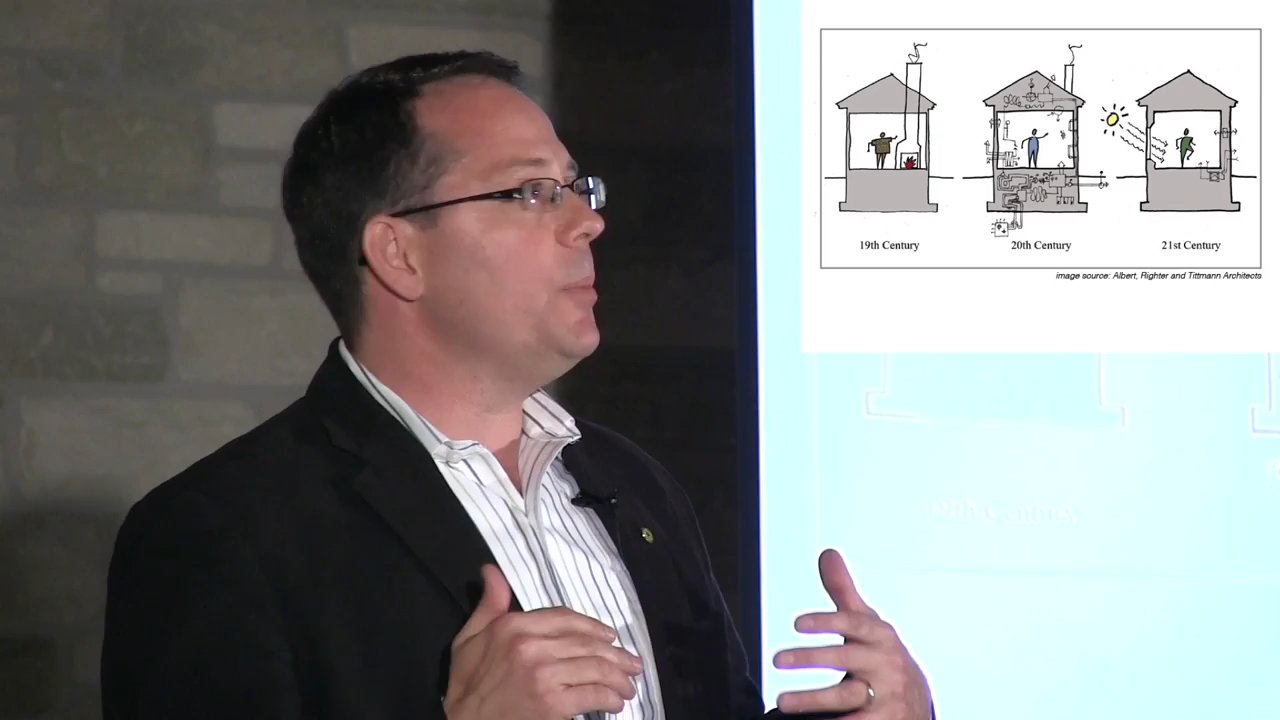 19th Century 20th Century 21st Century
image source: Albert, Righter and Tittmann Architects